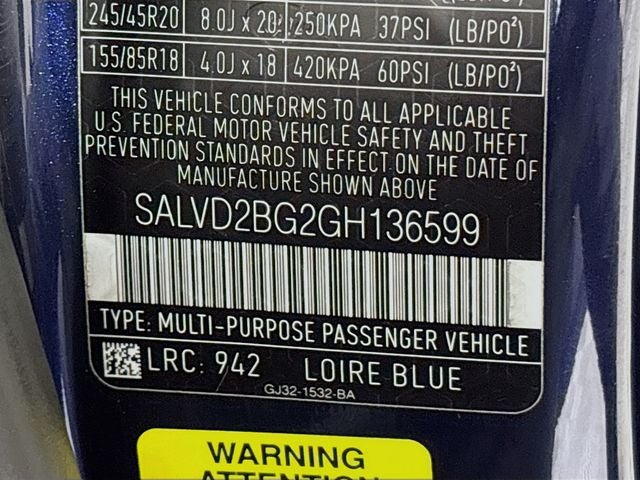 245/45R20 8.0J x 20 250KPA 37PSI (LB/PO²)
155/85R18 4.0J x 18 420KPA 60PSI (LB/PO²)
THIS VEHICLE CONFORMS TO ALL APPLICABLE
U.S. FEDERAL MOTOR VEHICLE SAFETY AND THEFT
PREVENTION STANDARDS IN EFFECT ON THE DATE OF
MANUFACTURE SHOWN ABOVE
SALVD2BG2GH136599
TYPE: MULTI-PURPOSE PASSENGER VEHICLE
LRC: 942 LOIRE BLUE
GJ32-1532-BA
WARNING
ATTENTION